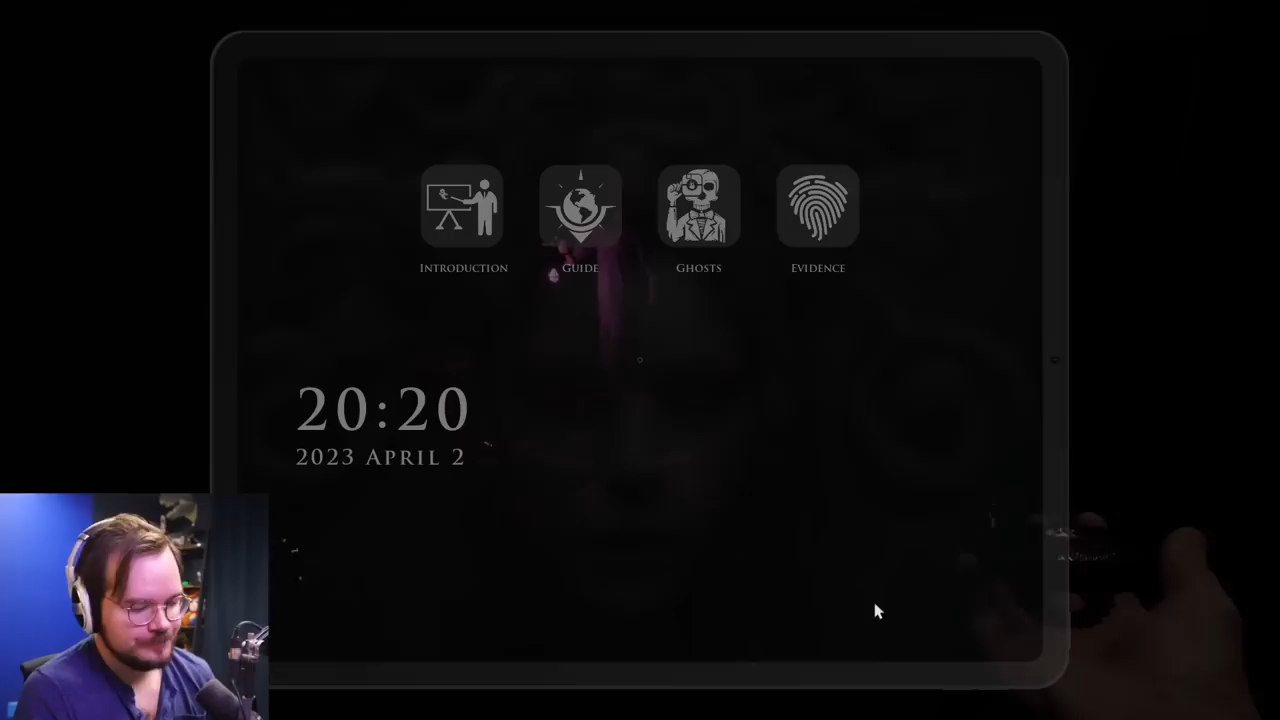 INTRODUCTION
GUIDE
GHOSTS
EVIDENCE
20:20
2023 APRIL 2